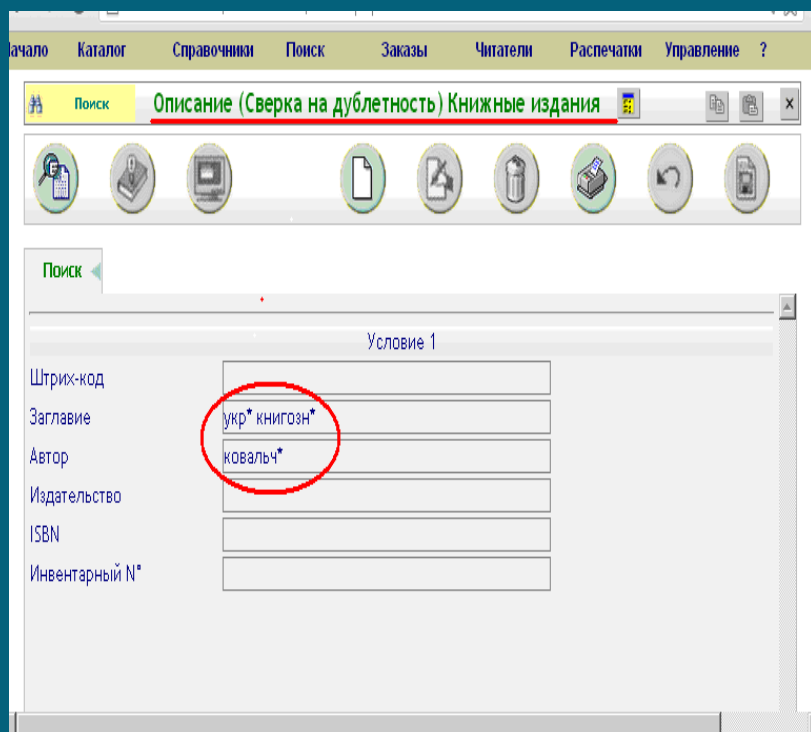 Начало Каталог Справочники Поиск Заказы Читатели Распечатки Управление ?
Поиск Описание (Сверка на дублетность) Книжные издания
Поиск
Условие 1
Штрих-код
Заглавие укр* книгозн*
Автор ковальч*
Издательство
ISBN
Инвентарный N°